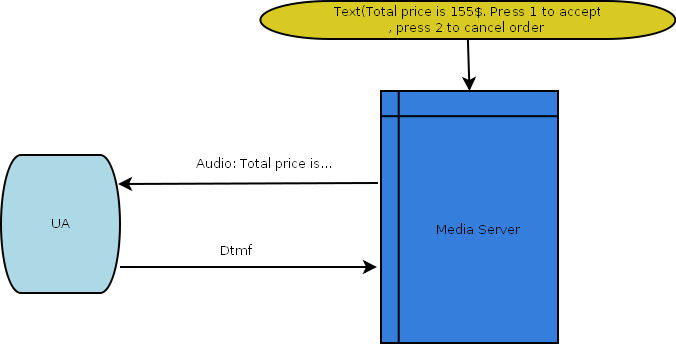 Text(Total price is 155$. Press 1 to accept
, press 2 to cancel order
Audio: Total price is...
UA
Media Server
Dtmf